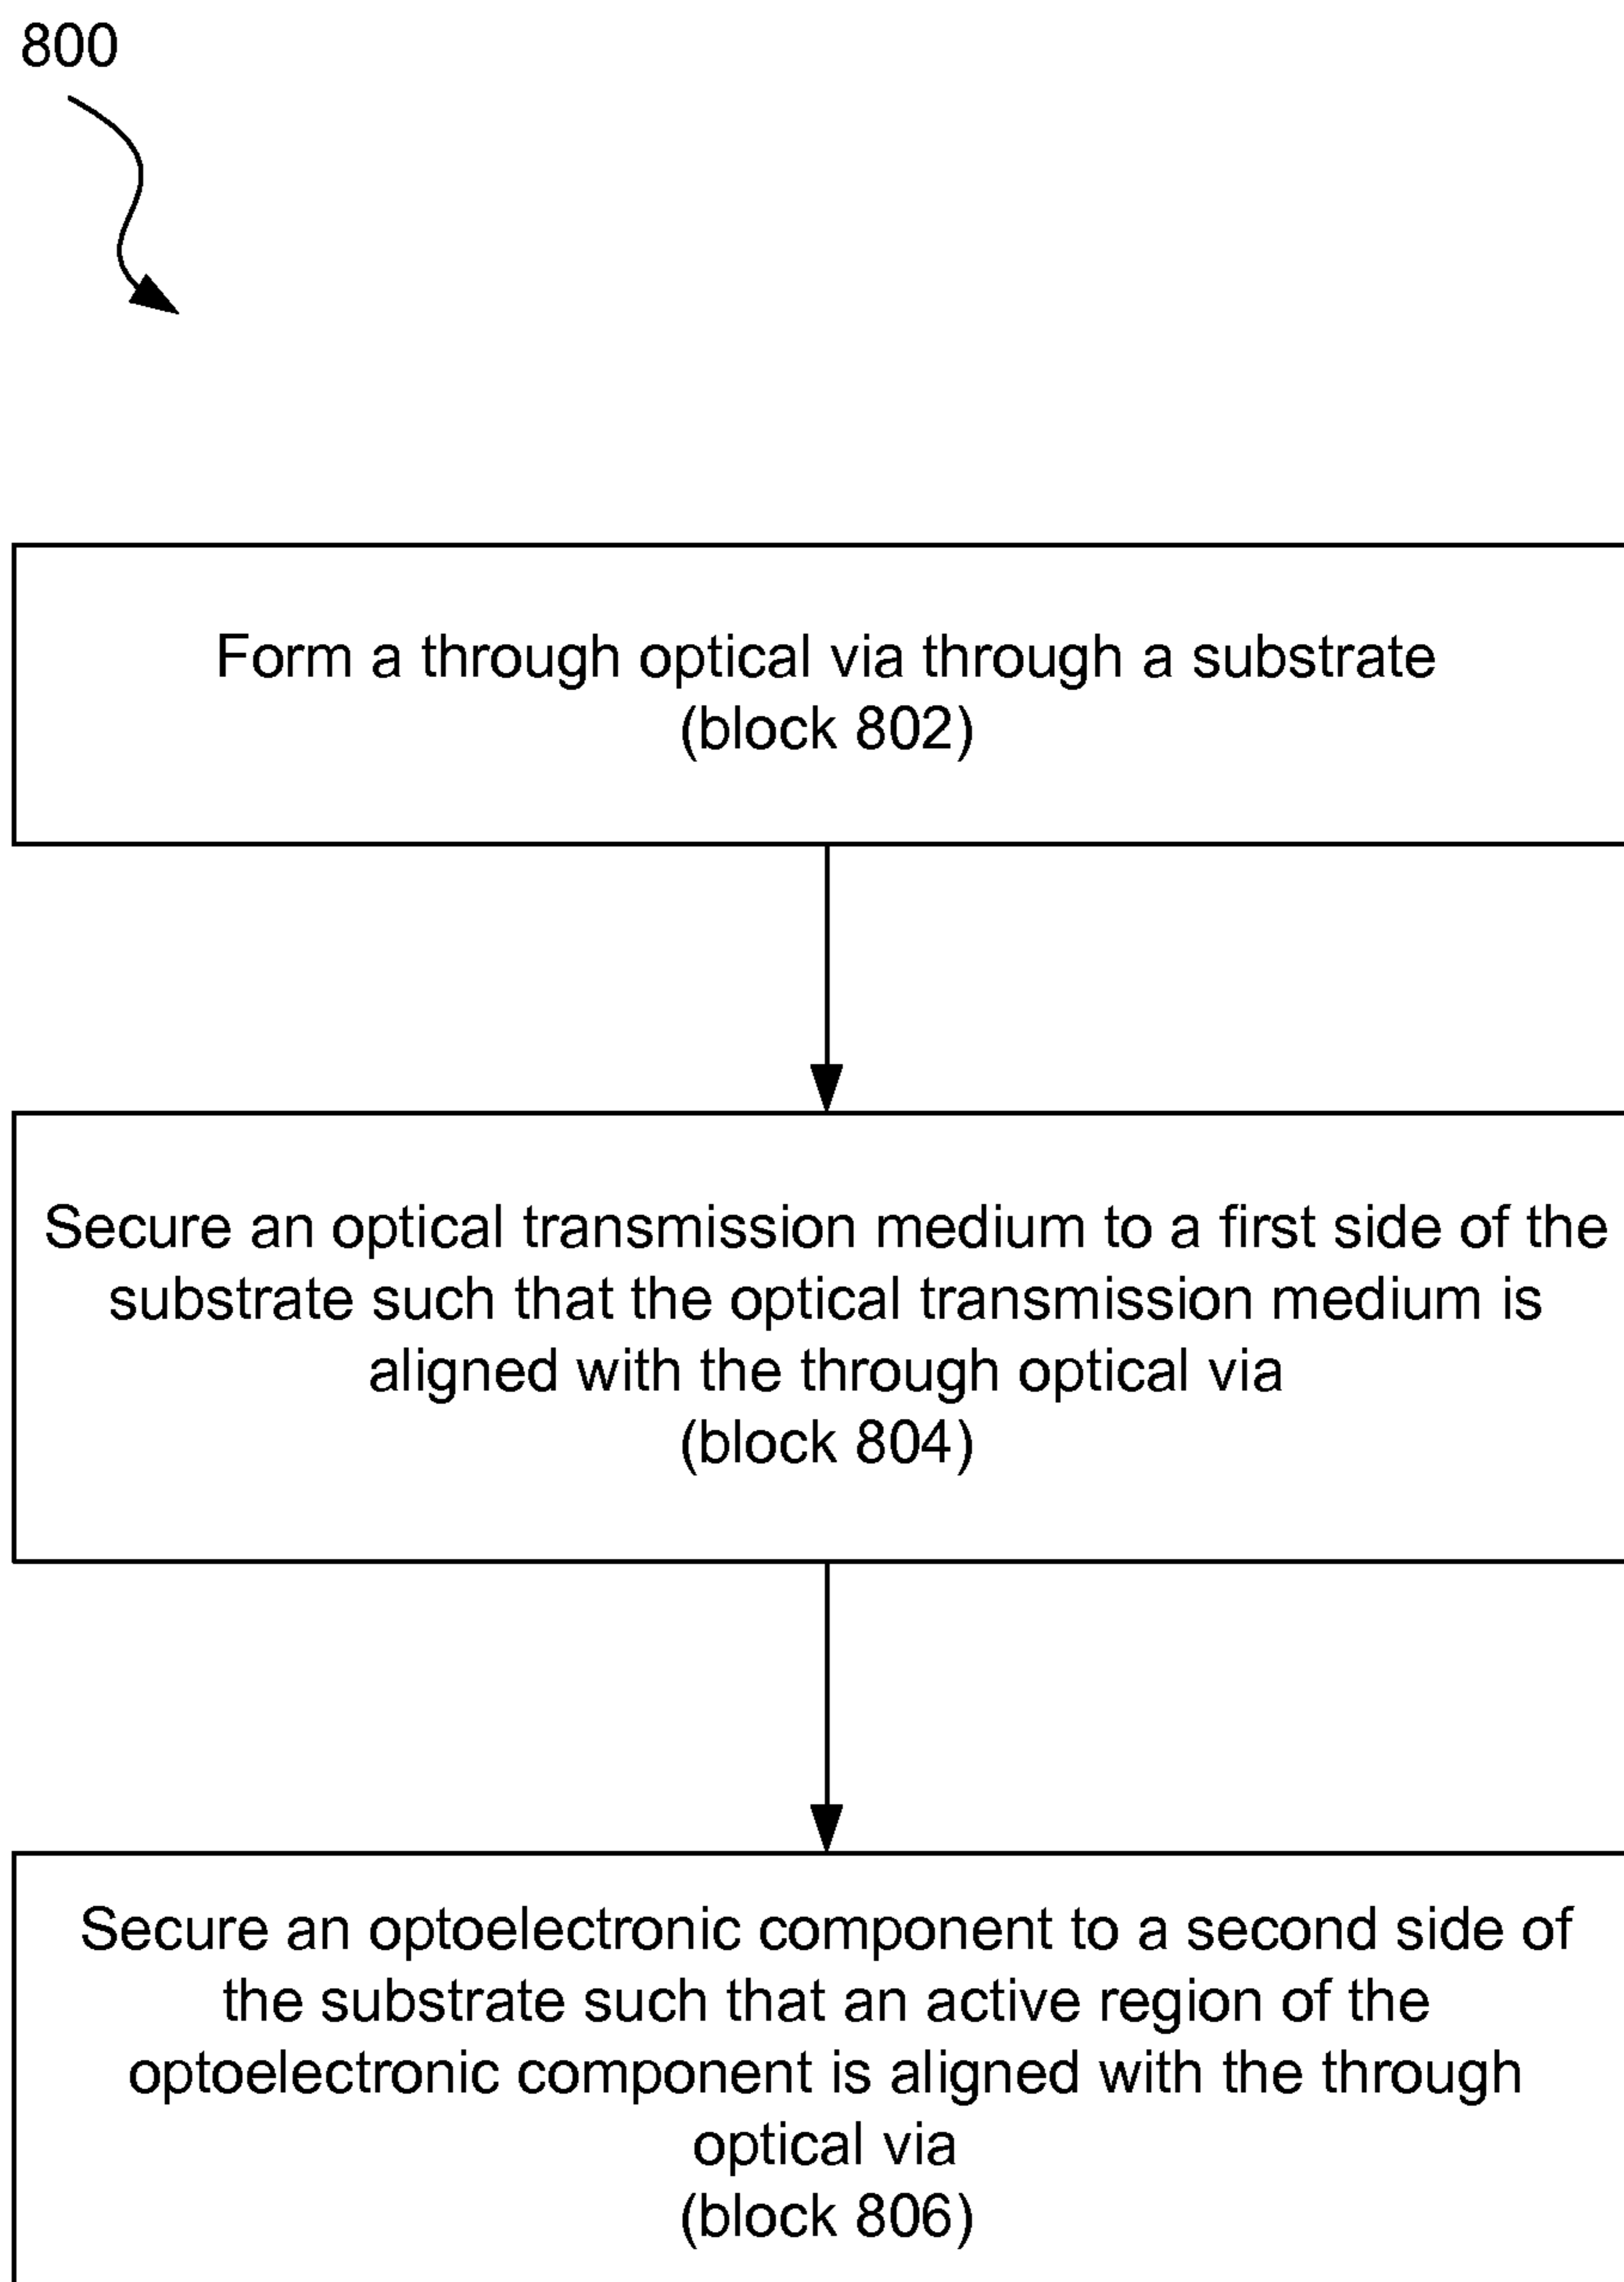 800
Form a through optical via through a substrate
(block 802)
Secure an optical transmission medium to a first side of the
substrate such that the optical transmission medium is
aligned with the through optical via
(block 804)
Secure an optoelectronic component to a second side of
the substrate such that an active region of the
optoelectronic component is aligned with the through
optical via
(block 806)